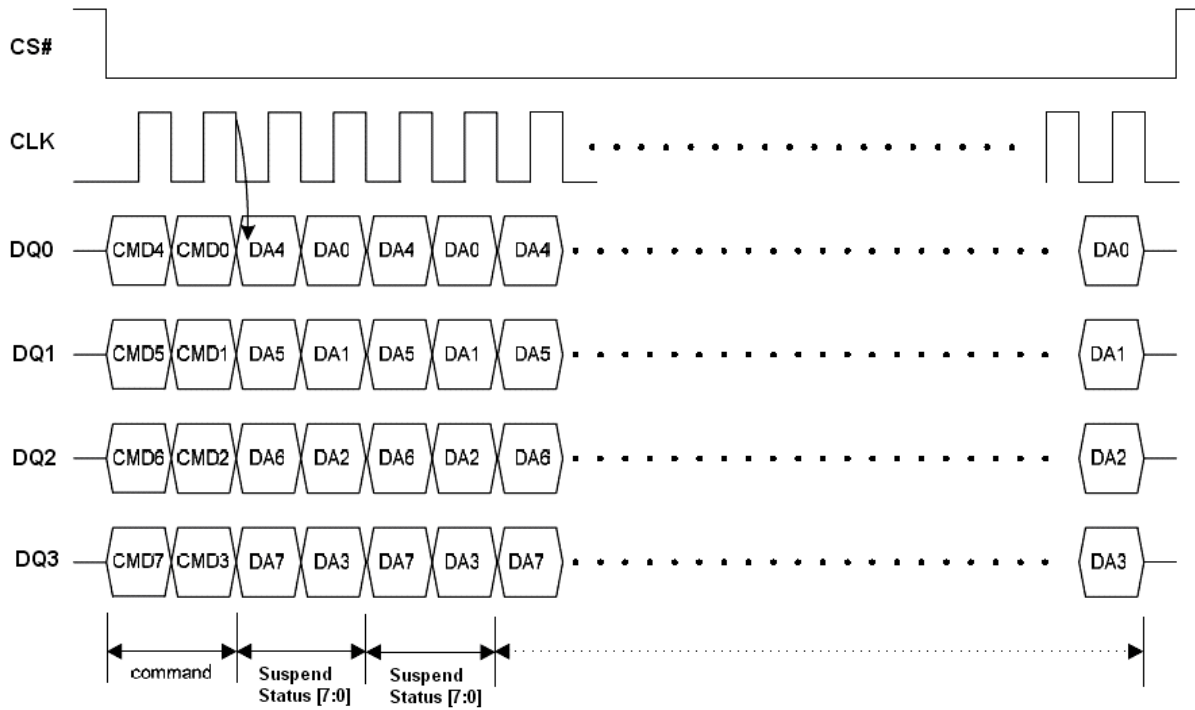 CS#
CLK
DQ0 CMD4 CMD0 DA4 DA0 DA4 DA0 DA4 DA0
DQ1 CMD5 CMD1 DA5 DA1 DA5 DA1 DA5 DA1
DQ2 CMD6 CMD2 DA6 DA2 DA6 DA2 DA6 DA2
DQ3 CMD7 CMD3 DA7 DA3 DA7 DA3 DA7 DA3
command Suspend Suspend
Status [7:0] Status [7:0]